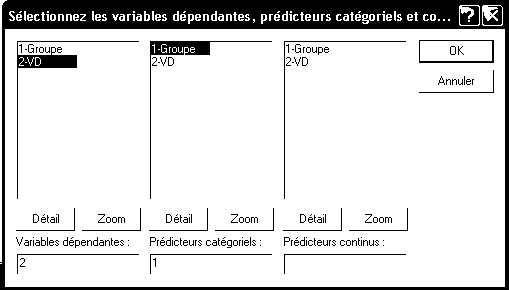 Sélectionnez les variables dépendantes, prédicteurs catégoriels et co...
1-Groupe 1-Groupe 1-Groupe
2-VD 2-VD 2-VD
OK
Annuler
Détail Zoom Détail Zoom Détail Zoom
Variables dépendantes : Prédicteurs catégoriels : Prédicteurs continus :
2 1